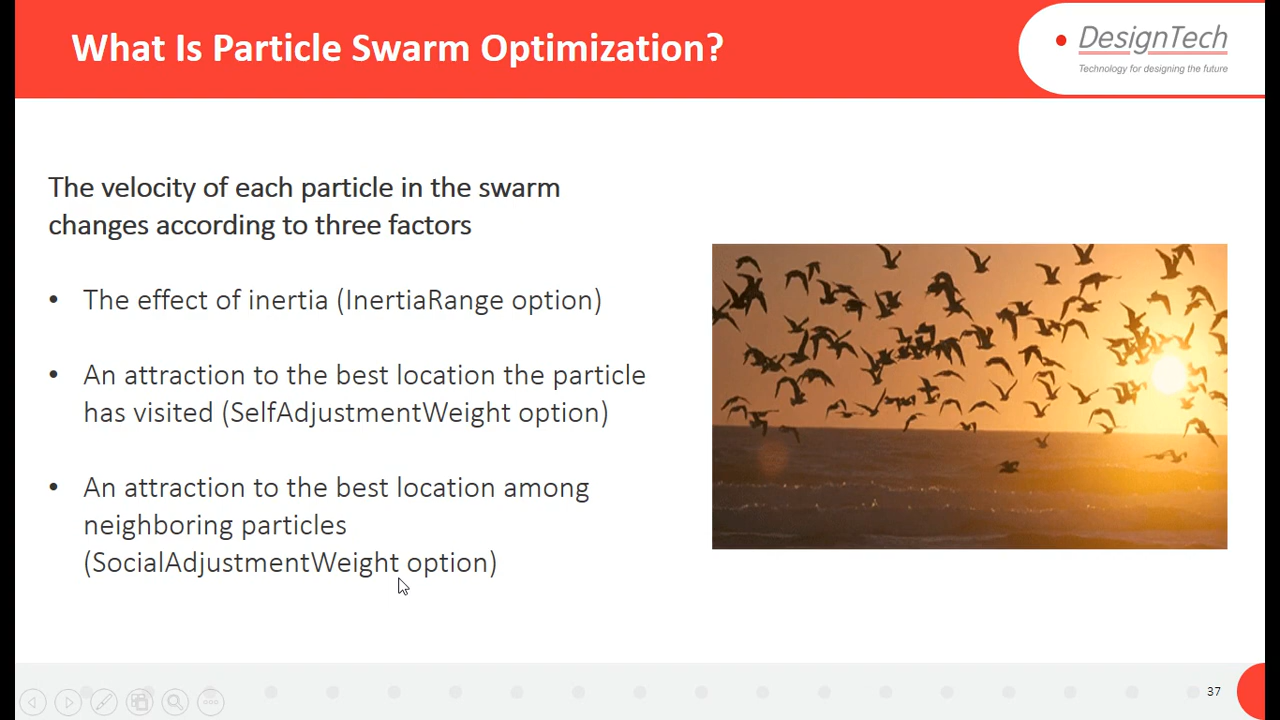 What Is Particle Swarm Optimization?
DesignTech
Technology for designing the future
The velocity of each particle in the swarm
changes according to three factors
• The effect of inertia (InertiaRange option)
• An attraction to the best location the particle
has visited (SelfAdjustmentWeight option)
• An attraction to the best location among
neighboring particles
(SocialAdjustmentWeight option)
37